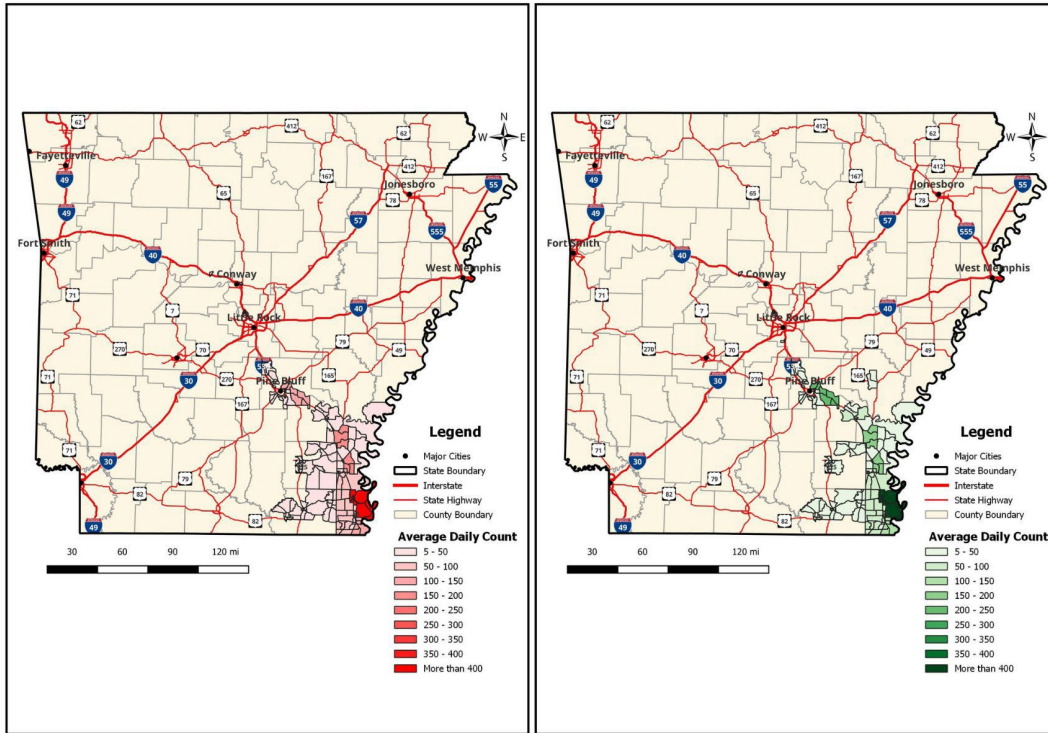 62
412
62
N
W E
S
Fayetteville
412
167
49
Jonesboro
55
65
78
49
57
555
Fort Smith
40
West Memphis
71
Conway
40
7
Little Rock
79
270
70
49
71
165
30
270
Pine Bluff
167
Legend
71
Major Cities
30
State Boundary
79
Interstate
82
State Highway
82
County Boundary
49
30 60 90 120 mi
Average Daily Count
5 - 50
50 - 100
100 - 150
150 - 200
200 - 250
250 - 300
300 - 350
350 - 400
More than 400
62
412
62
N
W E
S
Fayetteville
412
167
49
Jonesboro
55
65
78
49
57
555
Fort Smith
40
West Memphis
71
Conway
40
7
Little Rock
79
270
70
49
71
165
30
270
Pine Bluff
167
Legend
71
Major Cities
30
State Boundary
79
Interstate
82
State Highway
82
County Boundary
49
30 60 90 120 mi
Average Daily Count
5 - 50
50 - 100
100 - 150
150 - 200
200 - 250
250 - 300
300 - 350
350 - 400
More than 400